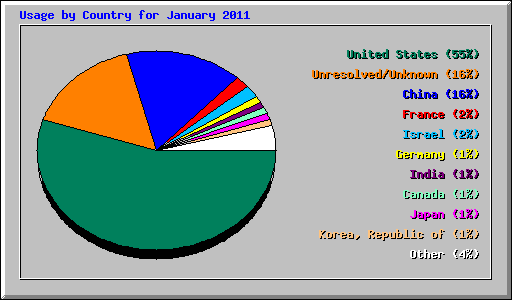 Usage by Country for January 2011
United States (55%)
Unresolved/Unknown (16%)
China (16%)
France (2%)
Israel (2%)
Germany (1%)
India (1%)
Canada (1%)
Japan (1%)
Korea, Republic of (1%)
Other (4%)